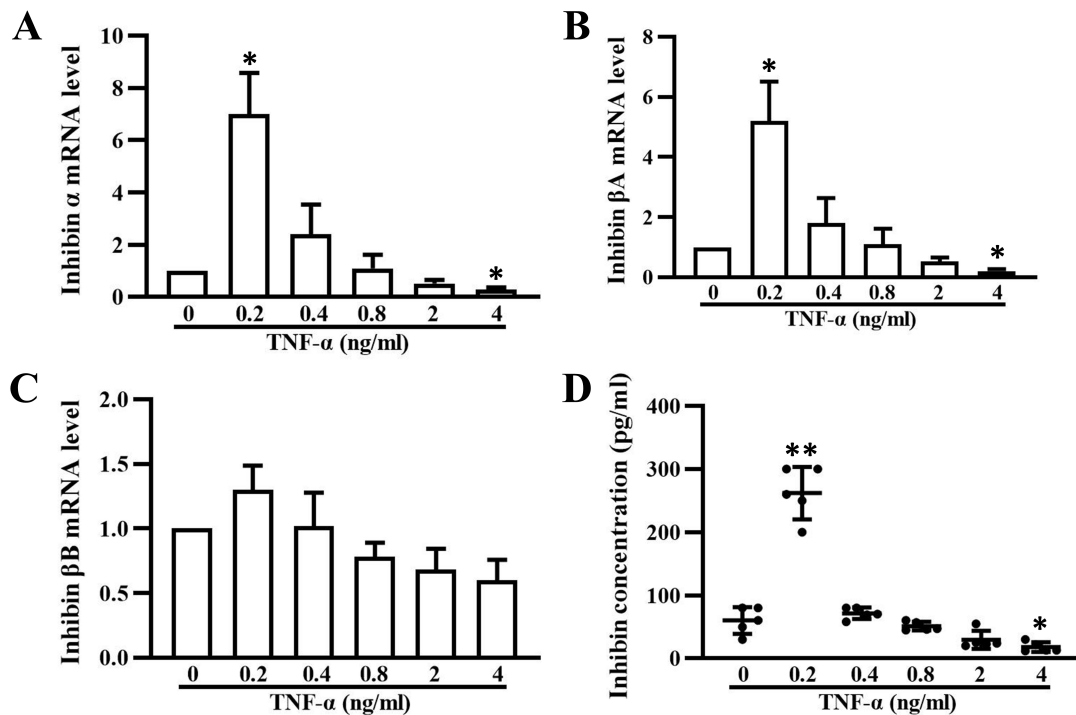 A
Inhibin α mRNA level
10
8
6
4
2
0
*
*
0 0.2 0.4 0.8 2 4
TNF-α (ng/ml)
B
Inhibin βA mRNA level
8
6
4
2
0
*
*
0 0.2 0.4 0.8 2 4
TNF-α (ng/ml)
C
Inhibin βB mRNA level
2.0
1.5
1.0
0.5
0.0
0 0.2 0.4 0.8 2 4
TNF-α (ng/ml)
D
Inhibin concentration (pg/ml)
400
300
200
100
0
**
*
0 0.2 0.4 0.8 2 4
TNF-α (ng/ml)